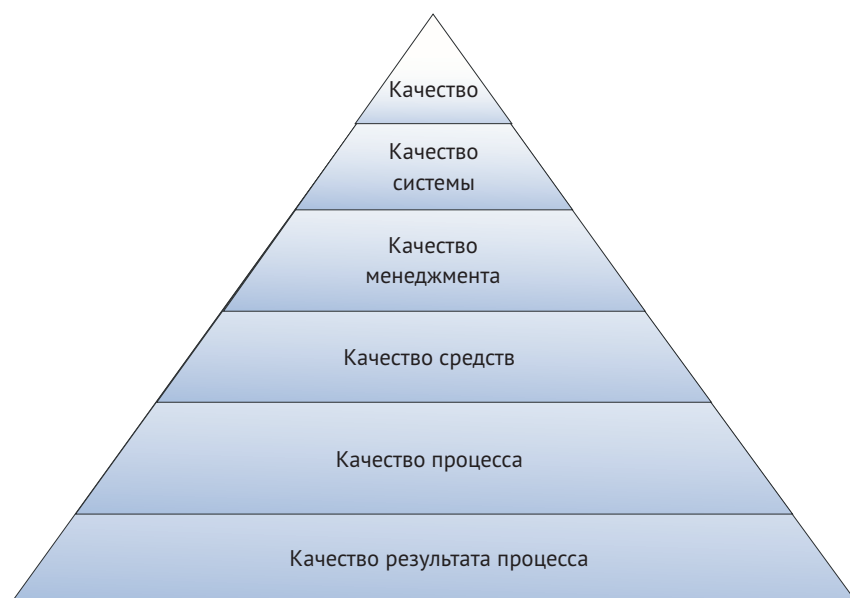 Качество
Качество
системы
Качество
менеджмента
Качество средств
Качество процесса
Качество результата процесса